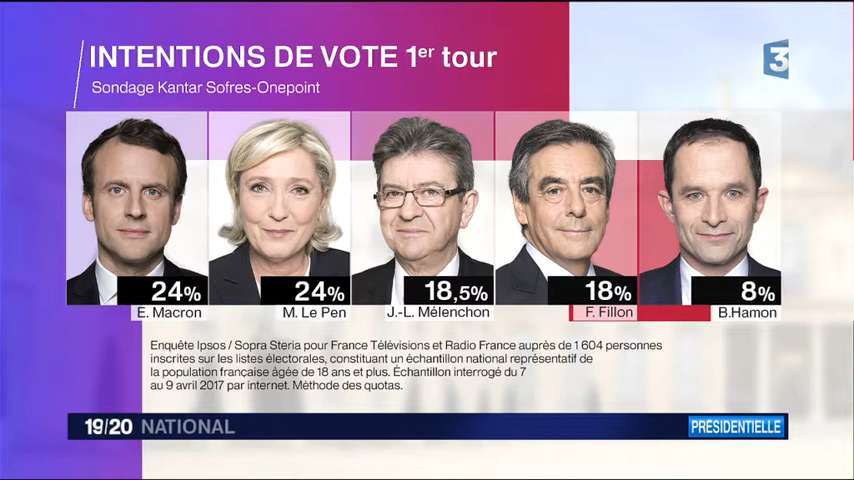 INTENTIONS DE VOTE 1er tour
3
Sondage Kantar Sofres-Onepoint
24% 24% 18,5% 18% 8%
E. Macron M. Le Pen J.-L. Mélenchon F. Fillon B.Hamon
Enquête Ipsos / Sopra Steria pour France Télévisions et Radio France auprès de 1 604 personnes
inscrites sur les listes électorales, constituant un échantillon national représentatif de
la population française âgée de 18 ans et plus. Échantillon interrogé du 7
au 9 avril 2017 par internet. Méthode des quotas.
19/20 NATIONAL PRÉSIDENTIELLE